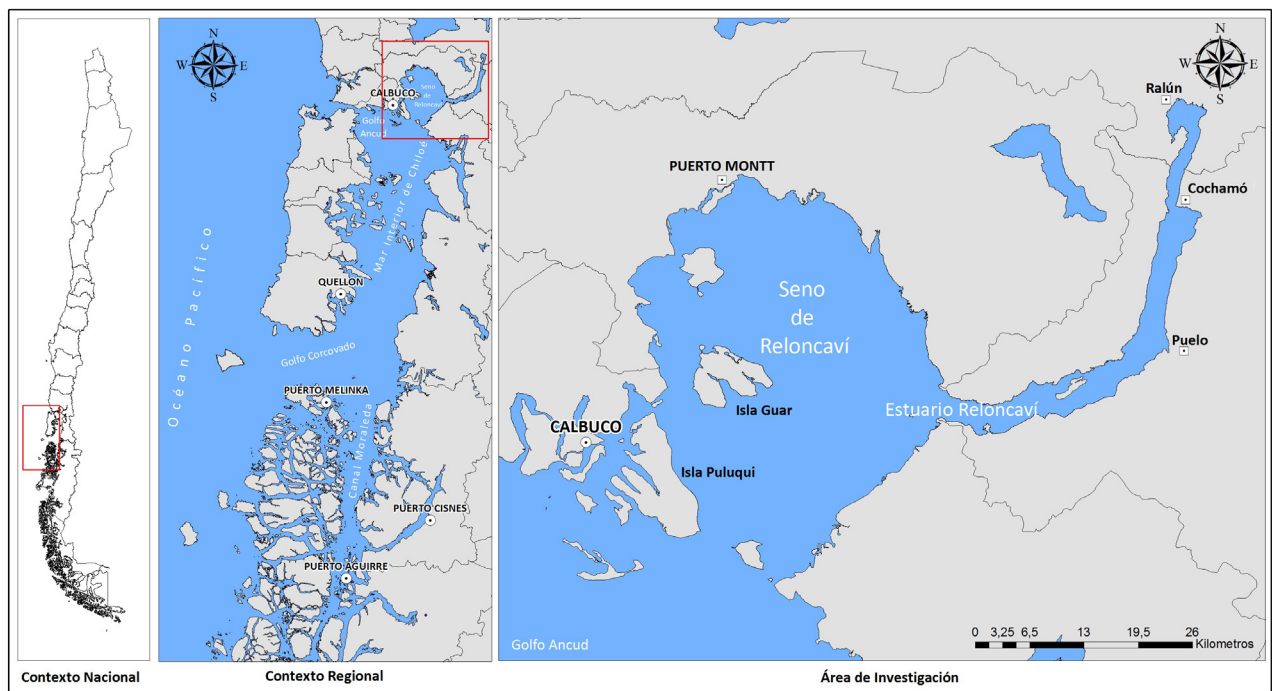 N
W E
S
CALBUCO
Seno
de
Reloncaví
Golfo
Ancud
Mar Interior de Chiloé
Océano Pacífico
QUELLON
Golfo Corcovado
PUERTO MELINKA
Canal Moraleda
PUERTO CISNES
PUERTO AGUIRRE
N
W E
S
Ralún
PUERTO MONTT
Cochamó
Seno
de
Reloncaví
Puelo
Isla Guar
Estuario Reloncaví
CALBUCO
Isla Puluqui
Golfo Ancud
0 3,25 6,5 13 19,5 26
Kilometros
Contexto Nacional
Contexto Regional
Área de Investigación